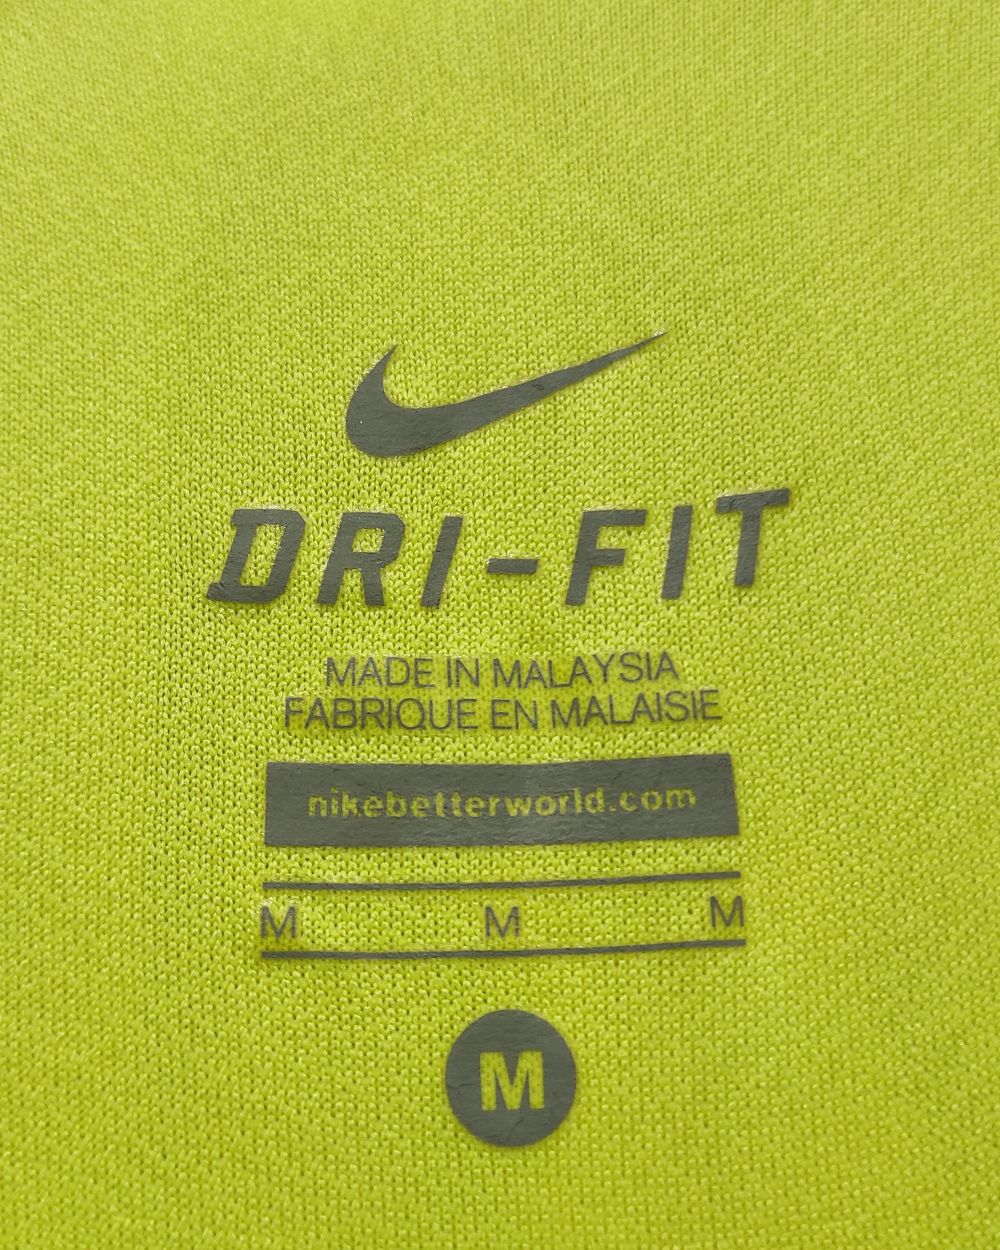 DRI-FIT
MADE IN MALAYSIA
FABRIQUE EN MALAISIE
nikebetterworld.com
M M M
M